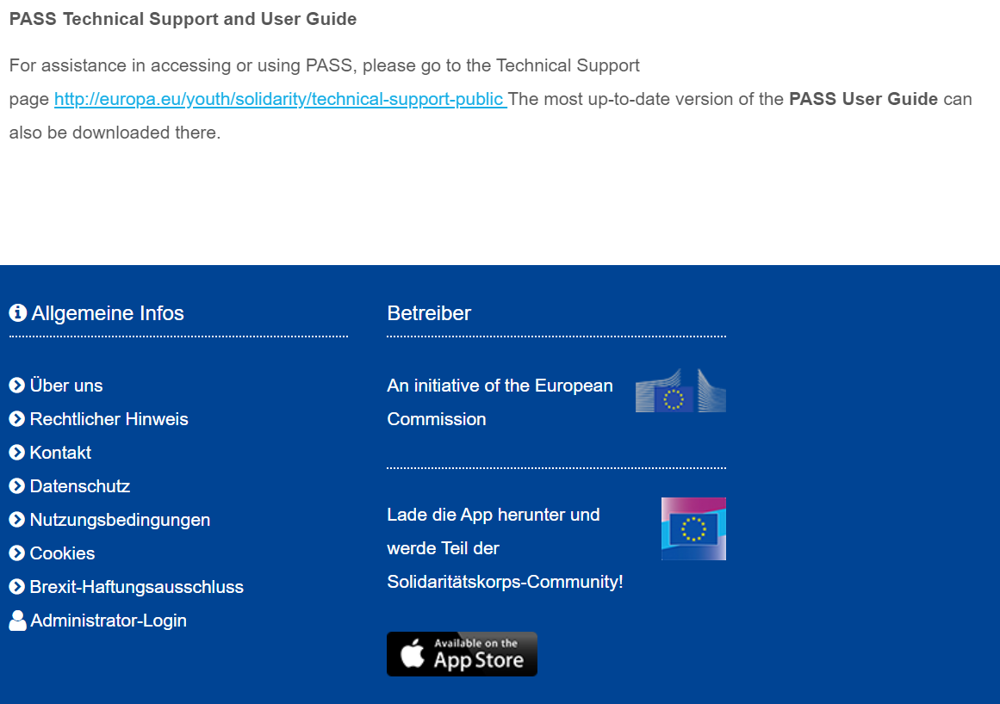 PASS Technical Support and User Guide
For assistance in accessing or using PASS, please go to the Technical Support
page http://europa.eu/youth/solidarity/technical-support-public The most up-to-date version of the PASS User Guide can
also be downloaded there.
Allgemeine Infos
Über uns
Rechtlicher Hinweis
Kontakt
Datenschutz
Nutzungsbedingungen
Cookies
Brexit-Haftungsausschluss
Administrator-Login
Betreiber
An initiative of the European
Commission
Lade die App herunter und
werde Teil der
Solidaritätskorps-Community!
Available on the
App Store